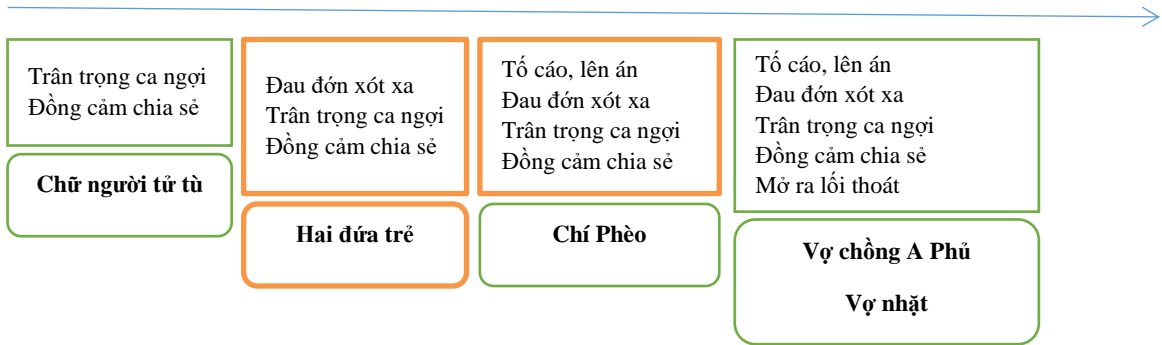 Trân trọng ca ngợi
Đồng cảm chia sẻ
Chữ người tử tù
Đau đớn xót xa
Trân trọng ca ngợi
Đồng cảm chia sẻ
Hai đứa trẻ
Tố cáo, lên án
Đau đớn xót xa
Trân trọng ca ngợi
Đồng cảm chia sẻ
Chí Phèo
Tố cáo, lên án
Đau đớn xót xa
Trân trọng ca ngợi
Đồng cảm chia sẻ
Mở ra lối thoát
Vợ chồng A Phủ
Vợ nhặt